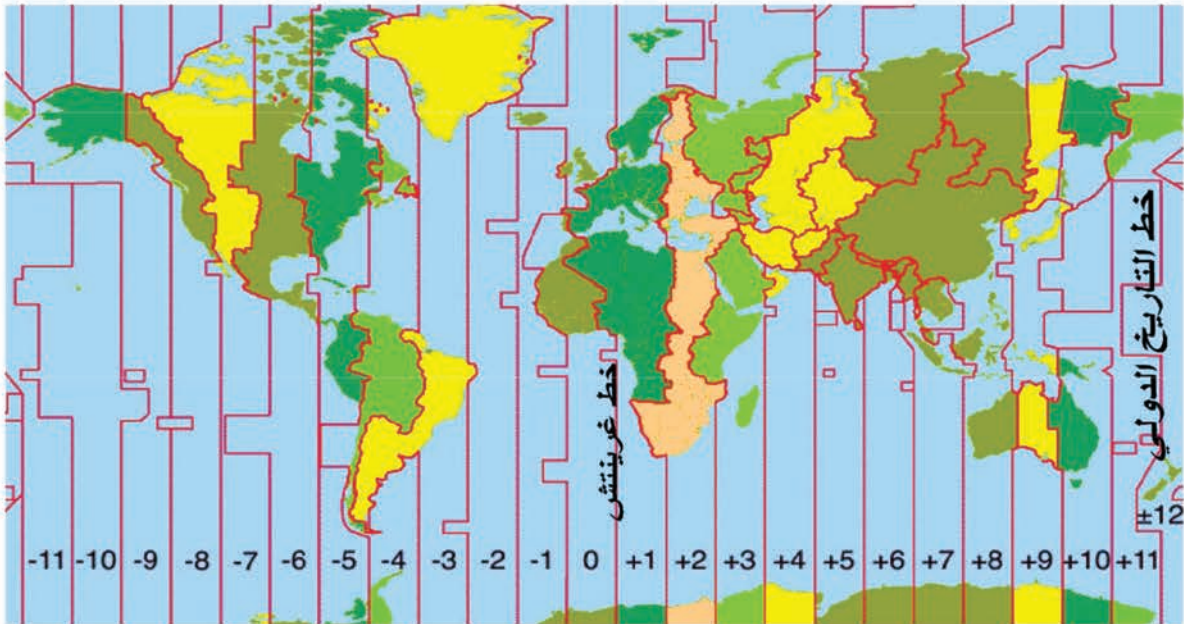 خط التاريخ الدولي
خط غرينتش
±12
-11 -10 -9 -8 -7 -6 -5 -4 -3 -2 -1 0 +1 +2 +3 +4 +5 +6 +7 +8 +9 +10 +11